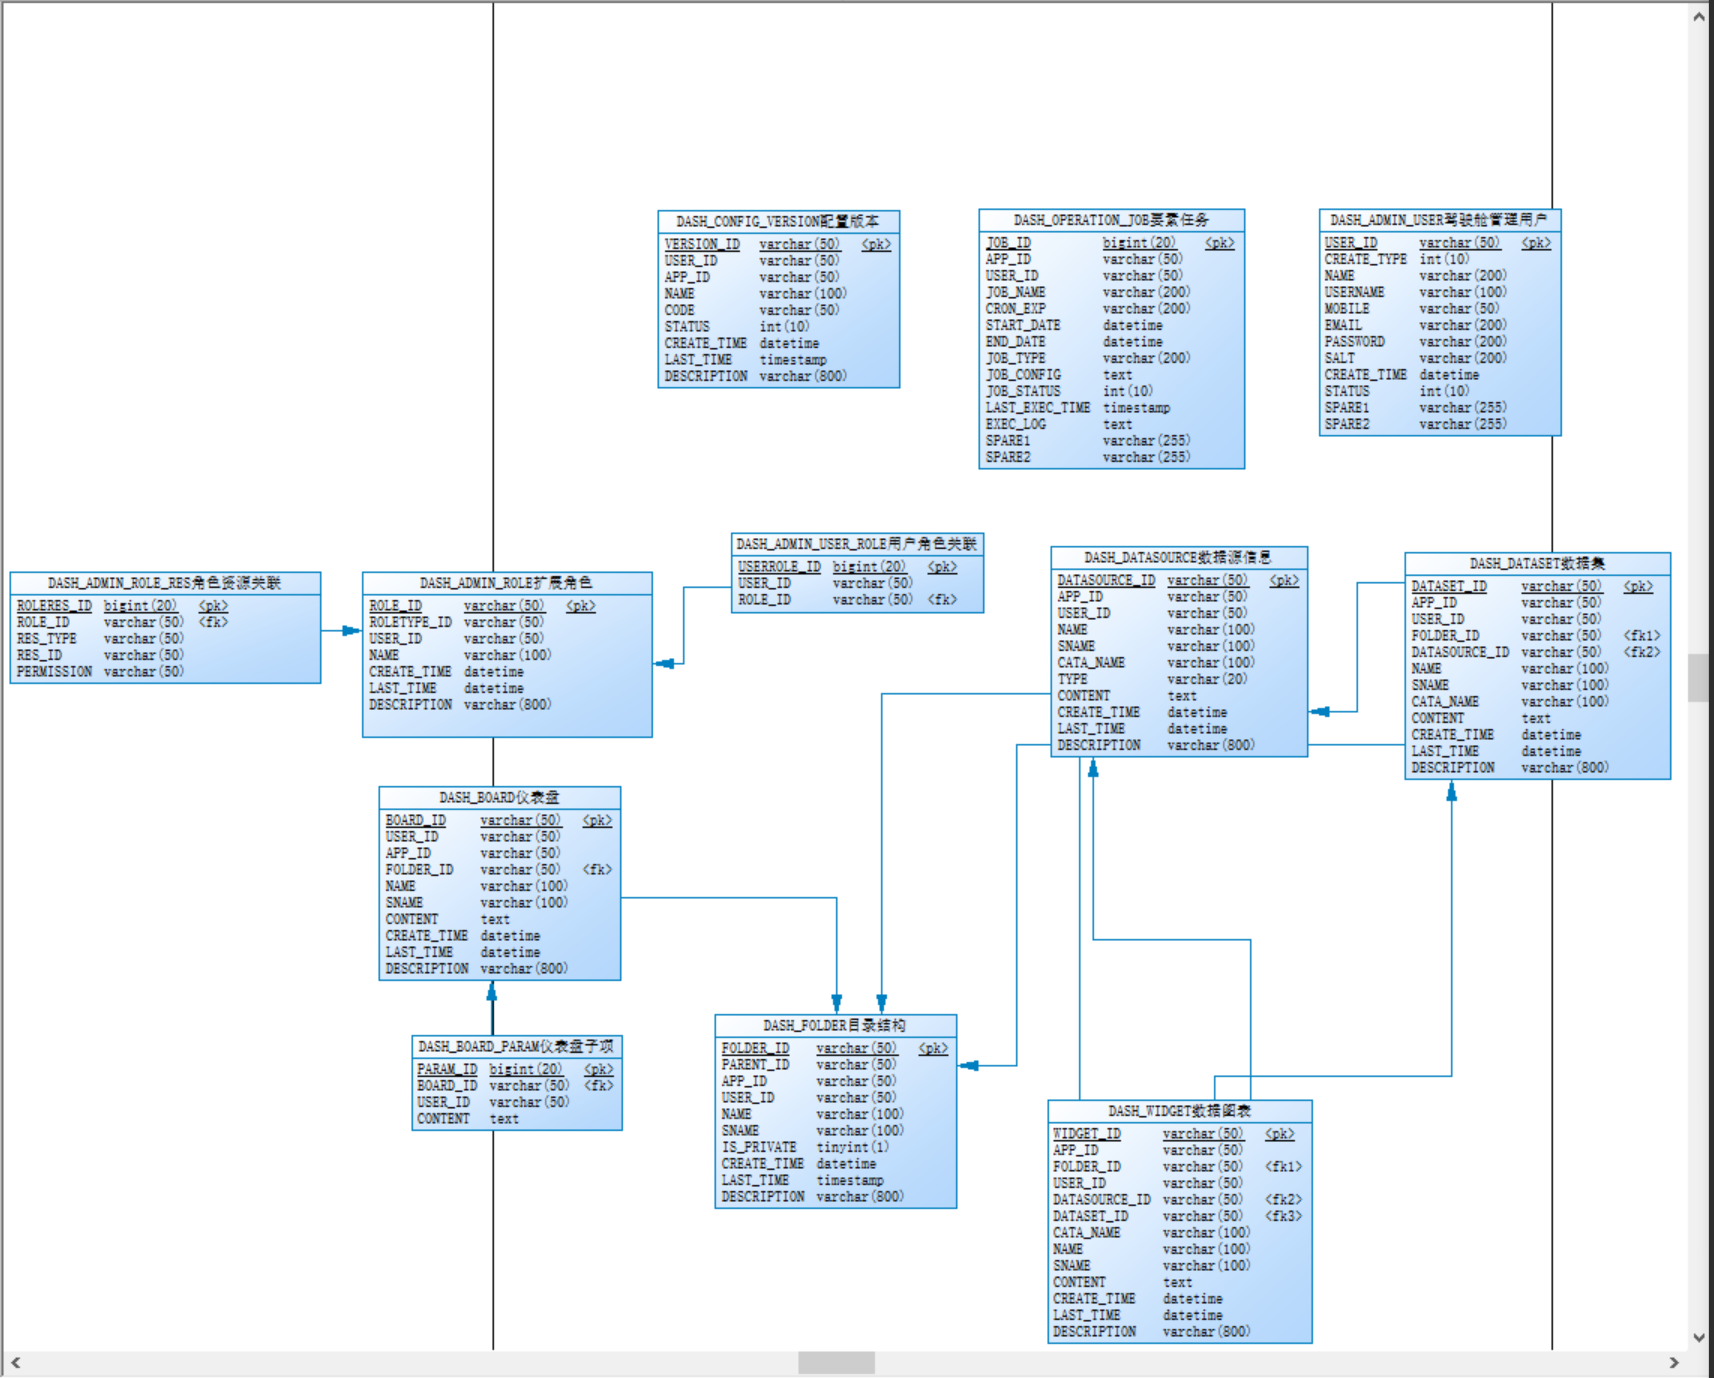 DASH_CONFIG_VERSION配置版本
VERSION_ID varchar(50) <pk>
USER_ID varchar(50)
APP_ID varchar(50)
NAME varchar(100)
CODE varchar(50)
STATUS int(10)
CREATE_TIME datetime
LAST_TIME timestamp
DESCRIPTION varchar(800)
DASH_OPERATION_JOB要素任务
JOB_ID bigint(20) <pk>
APP_ID varchar(50)
USER_ID varchar(50)
JOB_NAME varchar(200)
CRON_EXP varchar(200)
START_DATE datetime
END_DATE datetime
JOB_TYPE varchar(200)
JOB_CONFIG text
JOB_STATUS int(10)
LAST_EXEC_TIME timestamp
EXEC_LOG text
SPARE1 varchar(255)
SPARE2 varchar(255)
DASH_ADMIN_USER驾驶舱管理用户
USER_ID varchar(50) <pk>
CREATE_TYPE int(10)
NAME varchar(200)
USERNAME varchar(100)
MOBILE varchar(50)
EMAIL varchar(200)
PASSWORD varchar(200)
SALT varchar(200)
CREATE_TIME datetime
STATUS int(10)
SPARE1 varchar(255)
SPARE2 varchar(255)
DASH_ADMIN_ROLE_RES角色资源关联
ROLERES_ID bigint(20) <pk>
ROLE_ID varchar(50) <fk>
RES_TYPE varchar(50)
RES_ID varchar(50)
PERMISSION varchar(50)
DASH_ADMIN_ROLE扩展角色
ROLE_ID varchar(50) <pk>
ROLETYPE_ID varchar(50)
USER_ID varchar(50)
NAME varchar(100)
CREATE_TIME datetime
LAST_TIME datetime
DESCRIPTION varchar(800)
DASH_ADMIN_USER_ROLE用户角色关联
USERROLE_ID bigint(20) <pk>
USER_ID varchar(50)
ROLE_ID varchar(50) <fk>
DASH_DATASOURCE数据源信息
DATASOURCE_ID varchar(50) <pk>
APP_ID varchar(50)
USER_ID varchar(50)
NAME varchar(100)
SNAME varchar(100)
CATA_NAME varchar(100)
TYPE varchar(20)
CONTENT text
CREATE_TIME datetime
LAST_TIME datetime
DESCRIPTION varchar(800)
DASH_DATASET数据集
DATASET_ID varchar(50) <pk>
APP_ID varchar(50)
USER_ID varchar(50)
FOLDER_ID varchar(50) <fk1>
DATASOURCE_ID varchar(50) <fk2>
NAME varchar(100)
SNAME varchar(100)
CATA_NAME varchar(100)
CONTENT text
CREATE_TIME datetime
LAST_TIME datetime
DESCRIPTION varchar(800)
DASH_BOARD仪表盘
BOARD_ID varchar(50) <pk>
USER_ID varchar(50)
APP_ID varchar(50)
FOLDER_ID varchar(50) <fk>
NAME varchar(100)
SNAME varchar(100)
CONTENT text
CREATE_TIME datetime
LAST_TIME datetime
DESCRIPTION varchar(800)
DASH_BOARD_PARAM仪表盘子项
PARAM_ID bigint(20) <pk>
BOARD_ID varchar(50) <fk>
USER_ID varchar(50)
CONTENT text
DASH_FOLDER目录结构
FOLDER_ID varchar(50) <pk>
PARENT_ID varchar(50)
APP_ID varchar(50)
USER_ID varchar(50)
NAME varchar(100)
SNAME varchar(100)
IS_PRIVATE tinyint(1)
CREATE_TIME datetime
LAST_TIME timestamp
DESCRIPTION varchar(800)
DASH_WIDGET数据图表
WIDGET_ID varchar(50) <pk>
APP_ID varchar(50)
FOLDER_ID varchar(50) <fk1>
USER_ID varchar(50)
DATASOURCE_ID varchar(50) <fk2>
DATASET_ID varchar(50) <fk3>
CATA_NAME varchar(100)
NAME varchar(100)
SNAME varchar(100)
CONTENT text
CREATE_TIME datetime
LAST_TIME datetime
DESCRIPTION varchar(800)